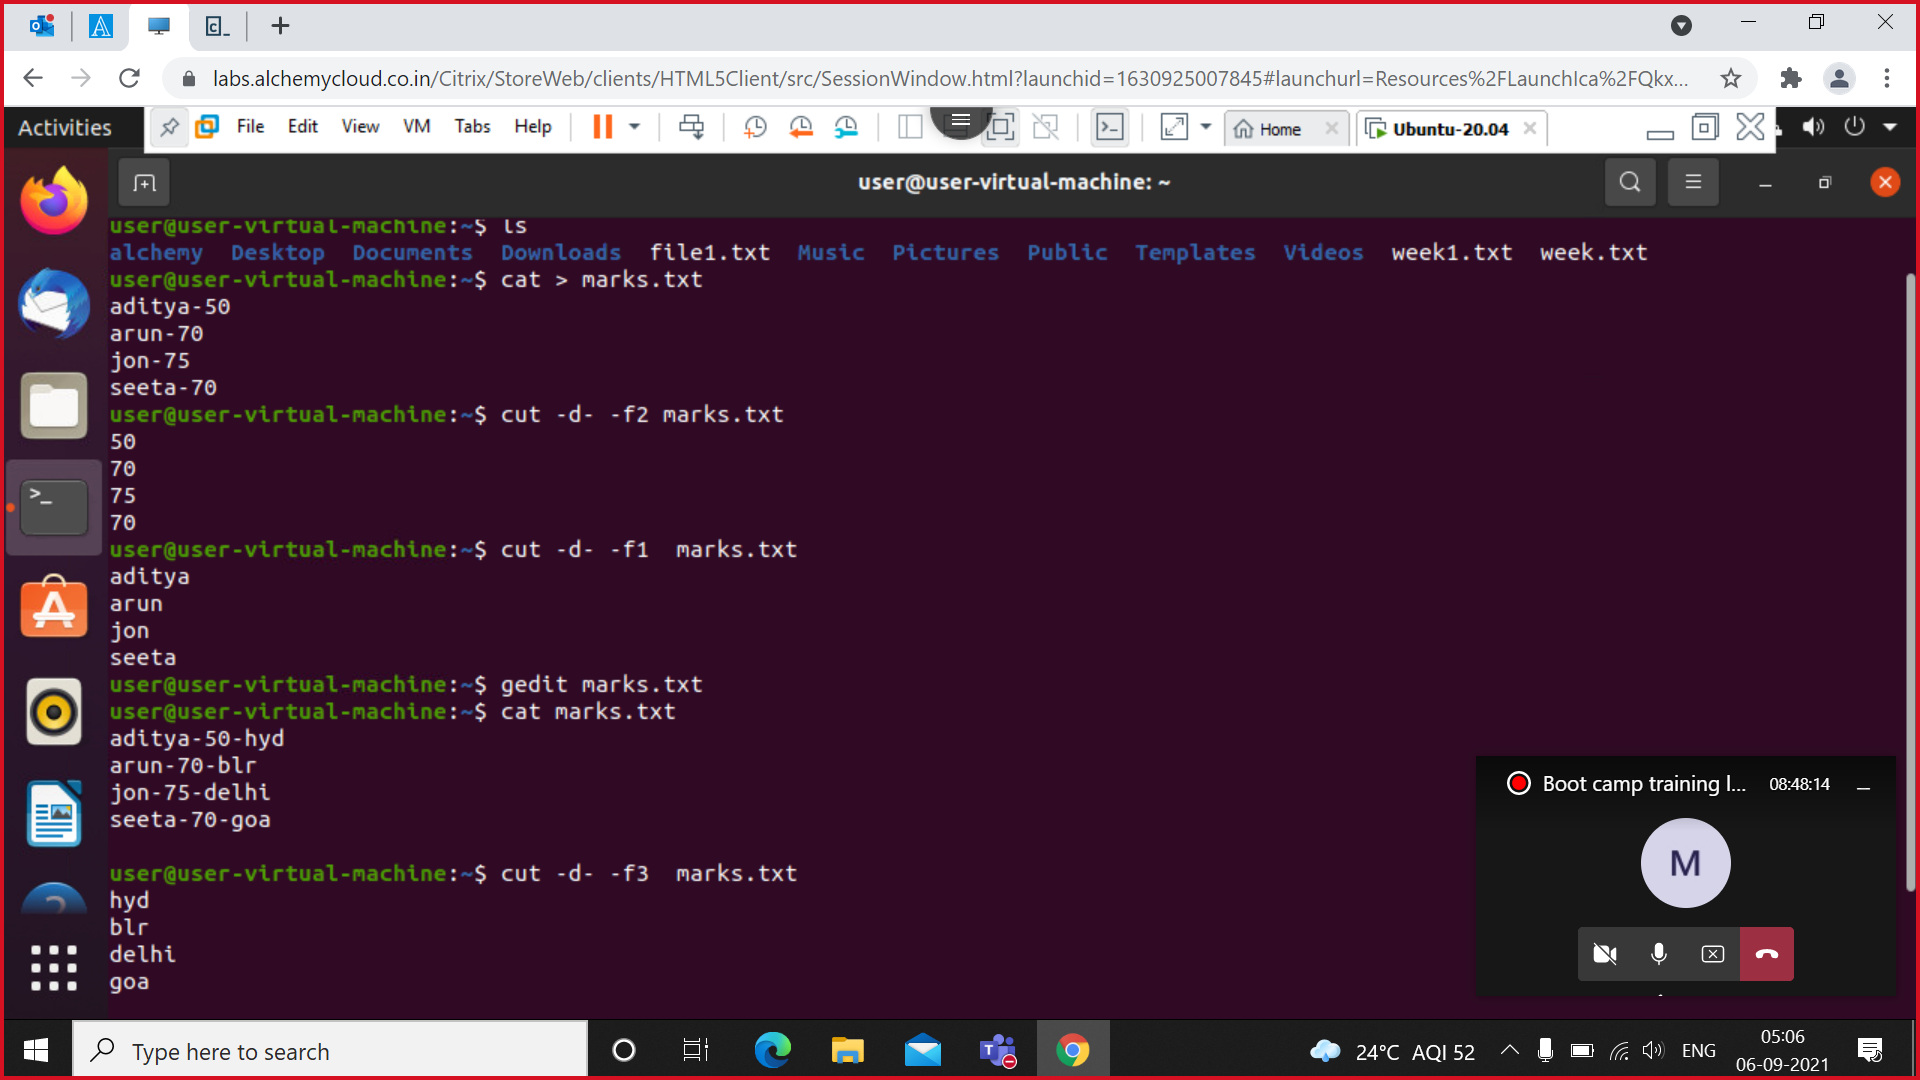 labs.alchemycloud.co.in/Citrix/StoreWeb/clients/HTML5Client/src/SessionWindow.html?launchid=1630925007845#launchurl=Resources%2FLaunchIca%2FQkx...
Activities File Edit View VM Tabs Help Home Ubuntu-20.04
user@user-virtual-machine: ~
user@user-virtual-machine:~$ ls
alchemy Desktop Documents Downloads file1.txt Music Pictures Public Templates Videos week1.txt week.txt
user@user-virtual-machine:~$ cat > marks.txt
aditya-50
arun-70
jon-75
seeta-70
user@user-virtual-machine:~$ cut -d- -f2 marks.txt
50
70
75
70
user@user-virtual-machine:~$ cut -d- -f1  marks.txt
aditya
arun
jon
seeta
user@user-virtual-machine:~$ gedit marks.txt
user@user-virtual-machine:~$ cat marks.txt
aditya-50-hyd
arun-70-blr
jon-75-delhi
seeta-70-goa
user@user-virtual-machine:~$ cut -d- -f3  marks.txt
hyd
blr
delhi
goa
Boot camp training l... 08:48:14
M
Type here to search
24°C AQI 52 ENG
05:06
06-09-2021